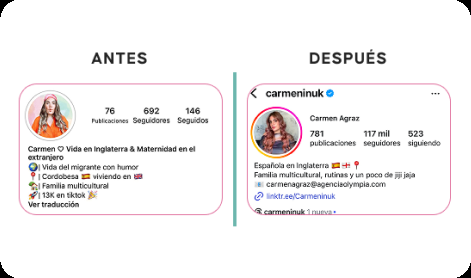 ANTES
DESPUÉS
76 692 146
Publicaciones Seguidores Seguidos
Carmen ♡ Vida en Inglaterra & Maternidad en el
extranjero
🌍| Vida del migrante con humor
📍| Cordobesa 🇪🇸 viviendo en 🇬🇧
🏡| Familia multicultural
🚀| 13K en tiktok 🎉
Ver traducción
carmeninuk
Carmen Agraz
781 117 mil 523
publicaciones seguidores siguiendo
Española en Inglaterra 🇪🇸 🏴󠁧󠁢󠁥󠁮󠁧󠁿 📍
Familia multicultural, rutinas y un poco de jiji jaja
📧 carmenagraz@agenciaolympia.com
linktr.ee/Carmeninuk
carmeninuk 1 nueva